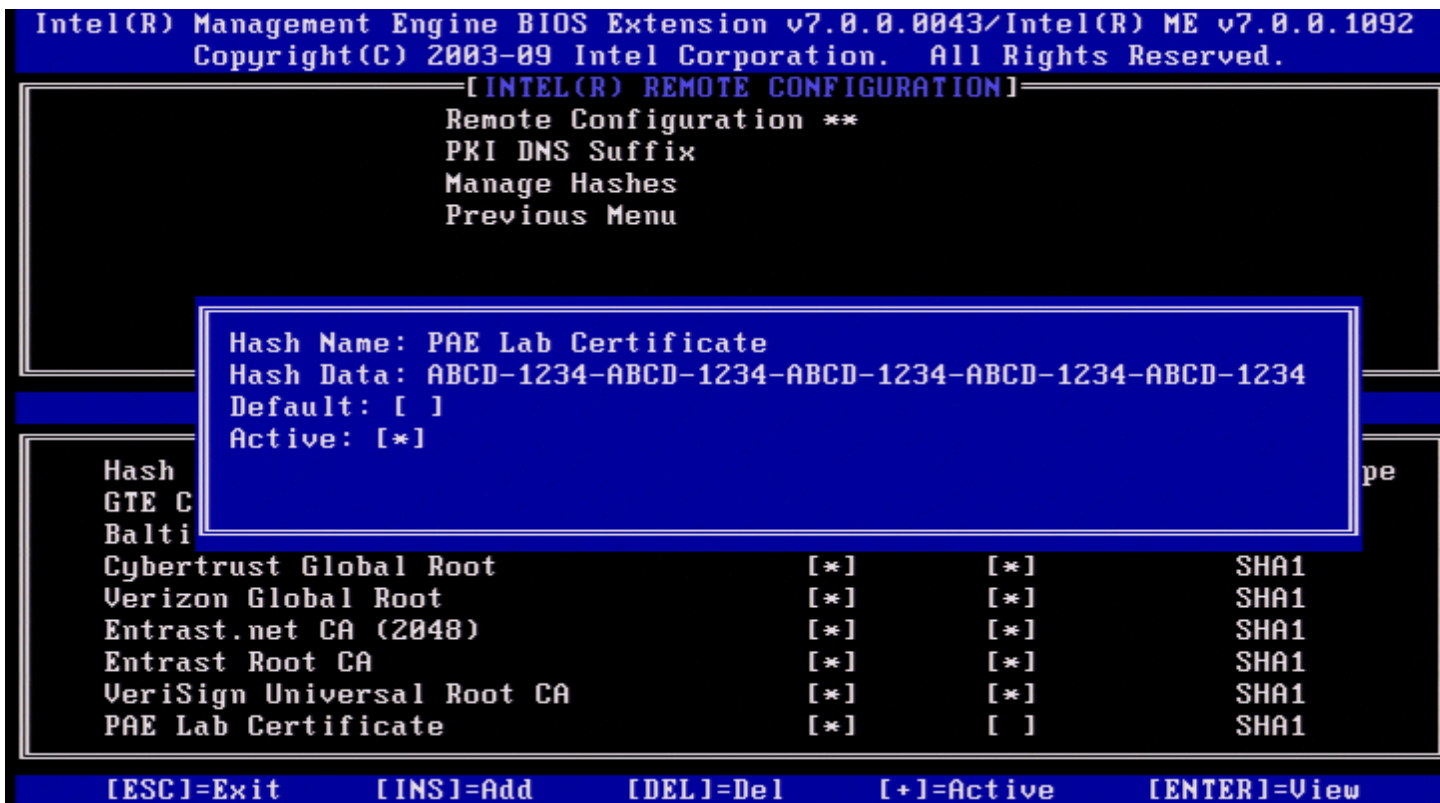 Intel(R) Management Engine BIOS Extension v7.0.0.0043/Intel(R) ME v7.0.0.1092
Copyright(C) 2003-09 Intel Corporation. All Rights Reserved.
[INTEL(R) REMOTE CONFIGURATION]
Remote Configuration **
PKI DNS Suffix
Manage Hashes
Previous Menu
Hash Name: PAE Lab Certificate
Hash Data: ABCD-1234-ABCD-1234-ABCD-1234-ABCD-1234-ABCD-1234
Default: [ ]
Active: [*]
Hash
GTE C
Balti
Cybertrust Global Root [*] [*] SHA1
Verizon Global Root [*] [*] SHA1
Entrast.net CA (2048) [*] [*] SHA1
Entrast Root CA [*] [*] SHA1
VeriSign Universal Root CA [*] [*] SHA1
PAE Lab Certificate [*] [ ] SHA1
[ESC]=Exit [INS]=Add [DEL]=Del [+]=Active [ENTER]=View